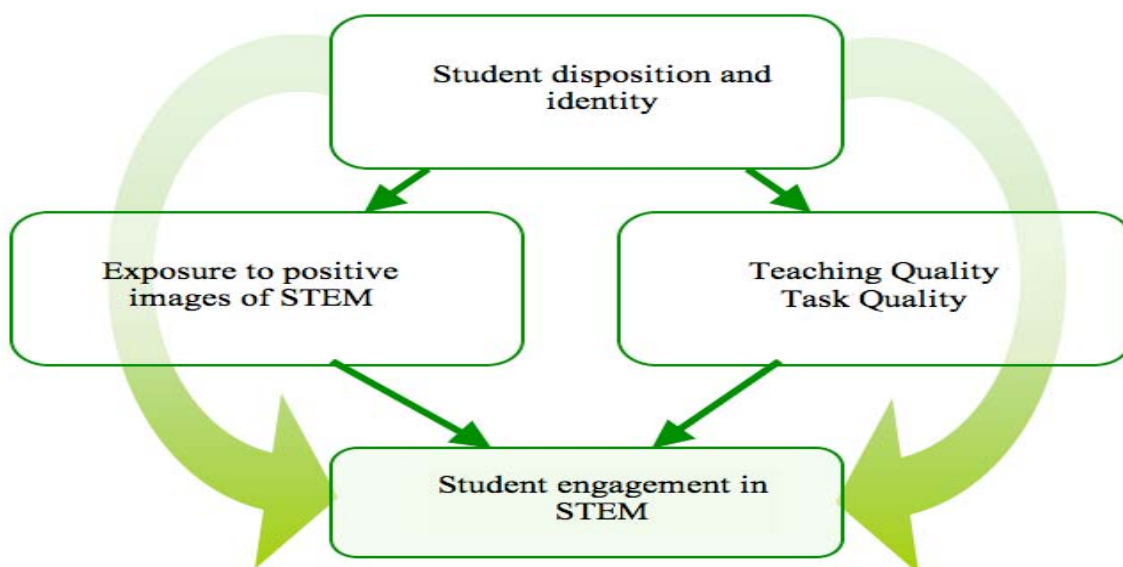 Student disposition and
identity
Exposure to positive
images of STEM
Teaching Quality
Task Quality
Student engagement in
STEM